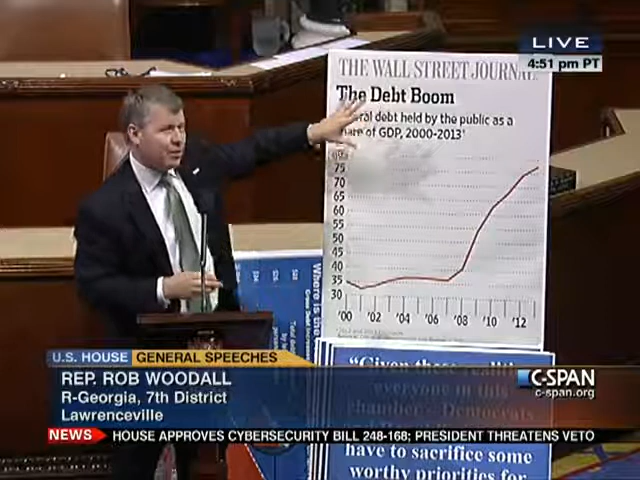 LIVE
4:51 pm PT
THE WALL STREET JOURNAL
The Debt Boom
debt held by the public as a
share of GDP, 2000-2013*
75
70
65
60
55
50
45
40
35
30
'00 '02 '04 '06 '08 '10 '12
Where is the
"Given these
everyone in this
chamber—Democrats
have to sacrifice some
worthy priorities for
U.S. HOUSE GENERAL SPEECHES
REP. ROB WOODALL
R-Georgia, 7th District
Lawrenceville
C-SPAN
c-span.org
NEWS HOUSE APPROVES CYBERSECURITY BILL 248-168; PRESIDENT THREATENS VETO